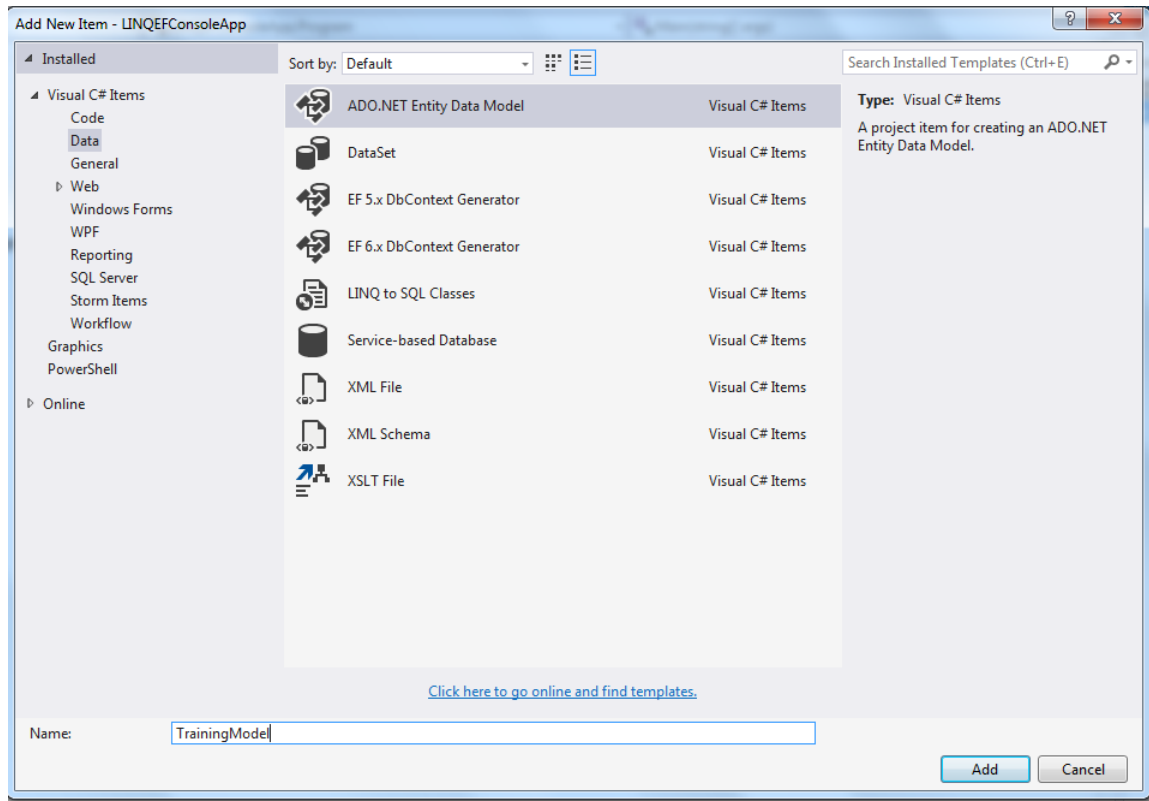 Add New Item - LINQEFConsoleApp
Installed
Sort by: Default
Search Installed Templates (Ctrl+E)
Visual C# Items
Code
Data
General
Web
Windows Forms
WPF
Reporting
SQL Server
Storm Items
Workflow
Graphics
PowerShell
Online
ADO.NET Entity Data Model Visual C# Items
DataSet Visual C# Items
EF 5.x DbContext Generator Visual C# Items
EF 6.x DbContext Generator Visual C# Items
LINQ to SQL Classes Visual C# Items
Service-based Database Visual C# Items
XML File Visual C# Items
XML Schema Visual C# Items
XSLT File Visual C# Items
Type: Visual C# Items
A project item for creating an ADO.NET
Entity Data Model.
Click here to go online and find templates.
Name: TrainingModel
Add Cancel